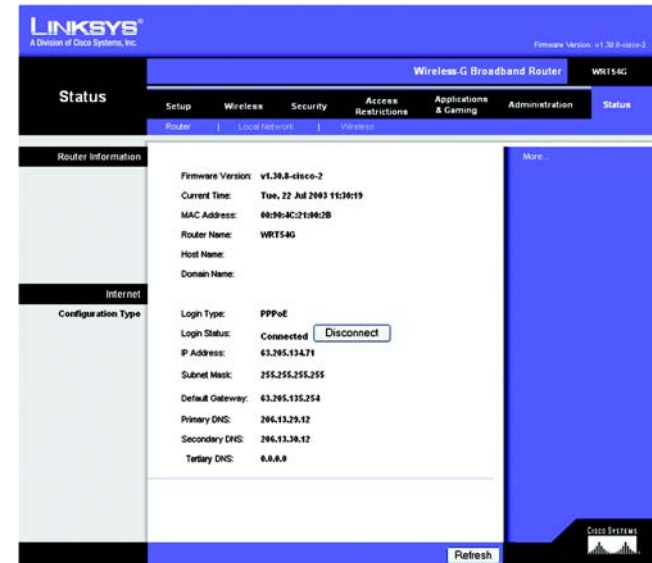 LINKSYS®
A Division of Cisco Systems, Inc.
Firmware Version: v1.30.8-cisco-2
Wireless-G Broadband Router WRT54G
Status
Setup Wireless Security Access Restrictions Applications & Gaming Administration Status
Router | Local Network | Wireless
Router Information
More...
Firmware Version: v1.30.8-cisco-2
Current Time: Tue, 22 Jul 2003 11:30:19
MAC Address: 00:90:4C:21:00:2B
Router Name: WRT54G
Host Name:
Domain Name:
Internet
Configuration Type
Login Type: PPPoE
Login Status: Connected Disconnect
IP Address: 63.205.134.71
Subnet Mask: 255.255.255.255
Default Gateway: 63.205.135.254
Primary DNS: 206.13.29.12
Secondary DNS: 206.13.30.12
Tertiary DNS: 0.0.0.0
Refresh
CISCO SYSTEMS